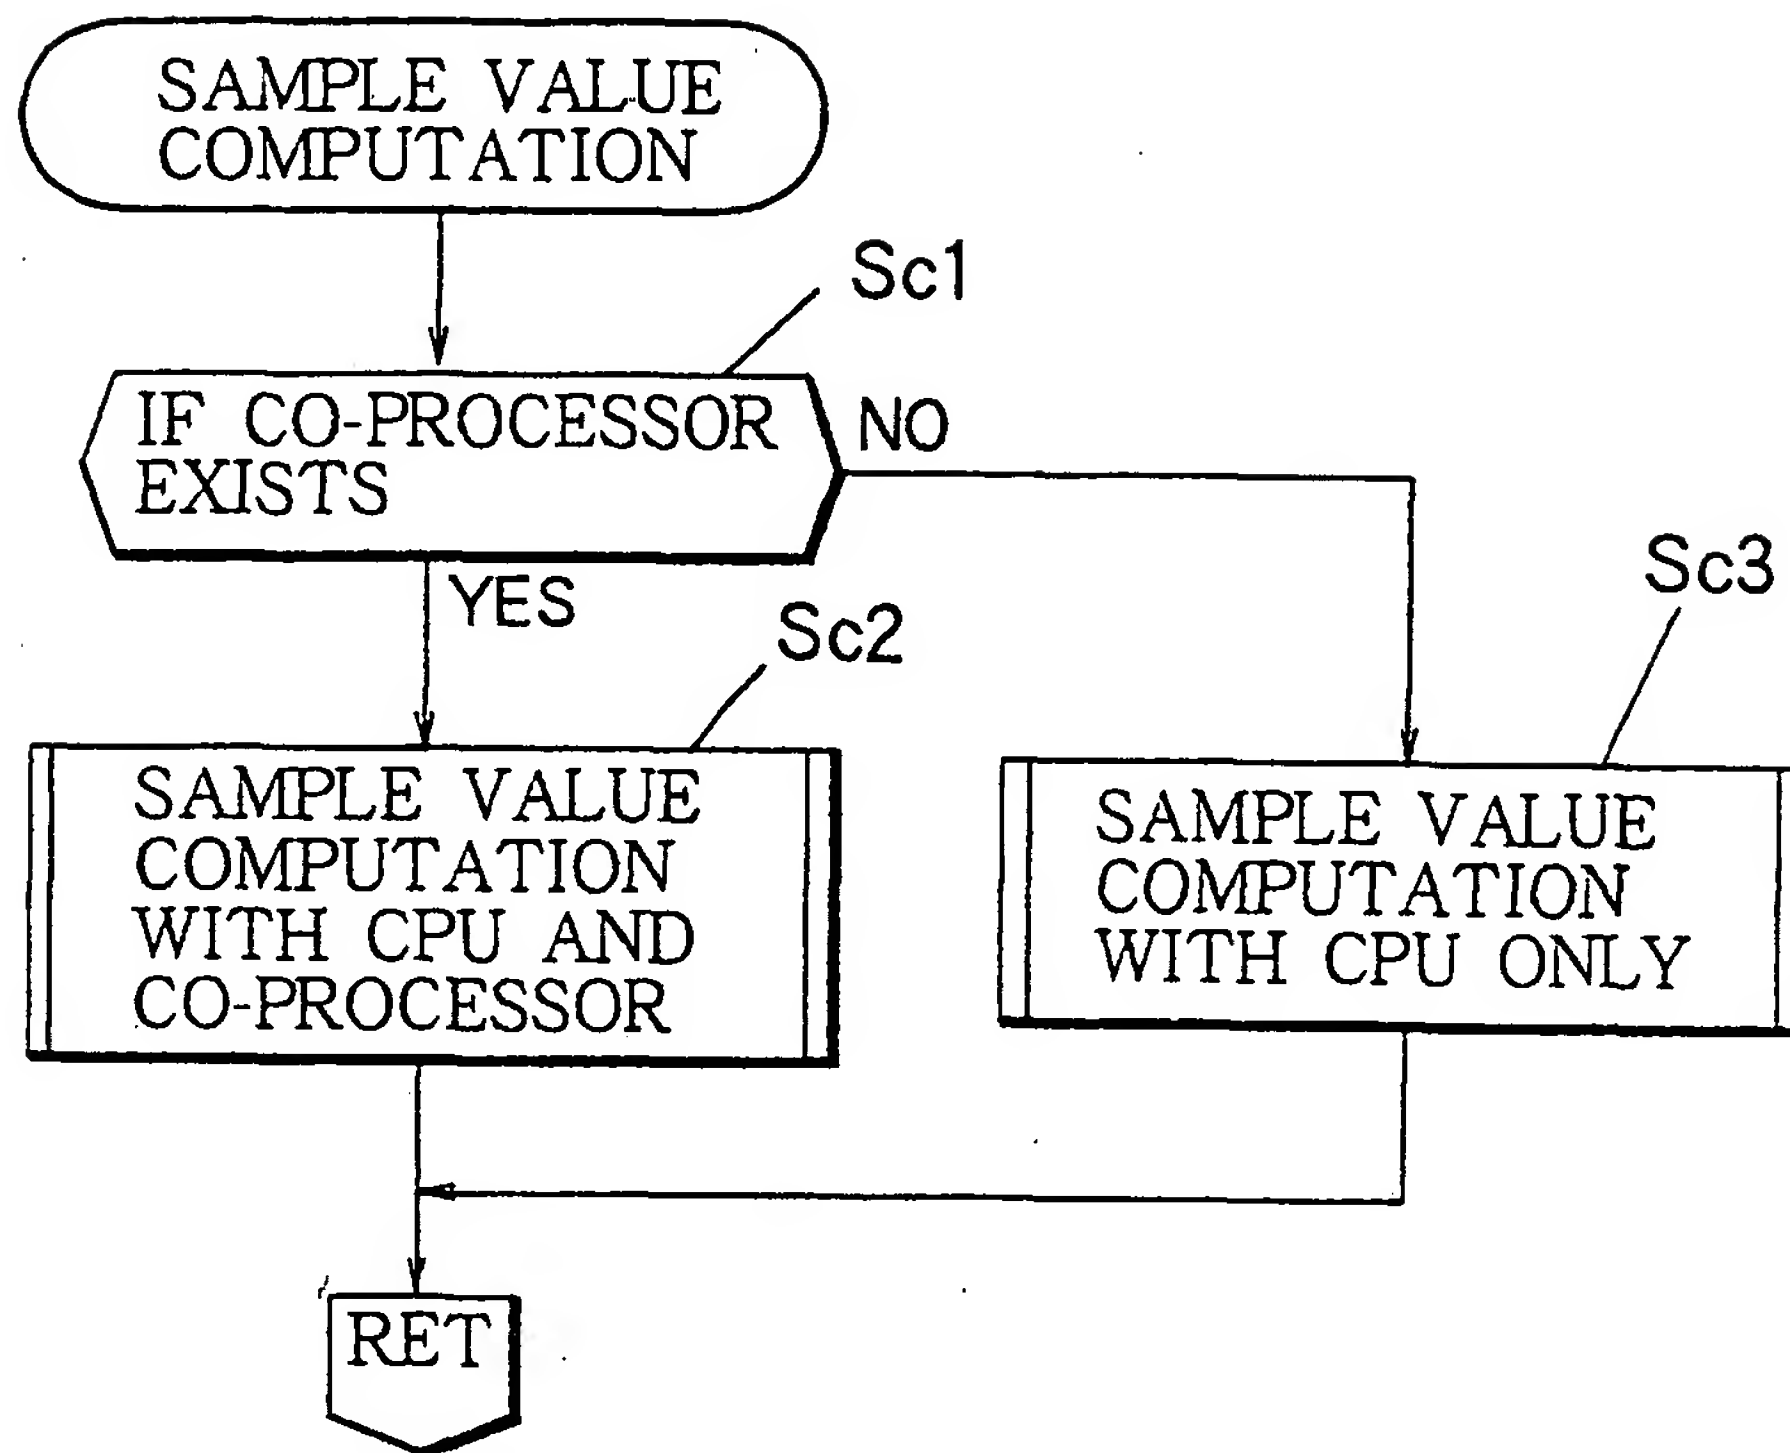 SAMPLE VALUE
COMPUTATION
Sc1
IF CO-PROCESSOR
EXISTS
NO
YES
Sc2
SAMPLE VALUE
COMPUTATION
WITH CPU AND
CO-PROCESSOR
Sc3
SAMPLE VALUE
COMPUTATION
WITH CPU ONLY
RET